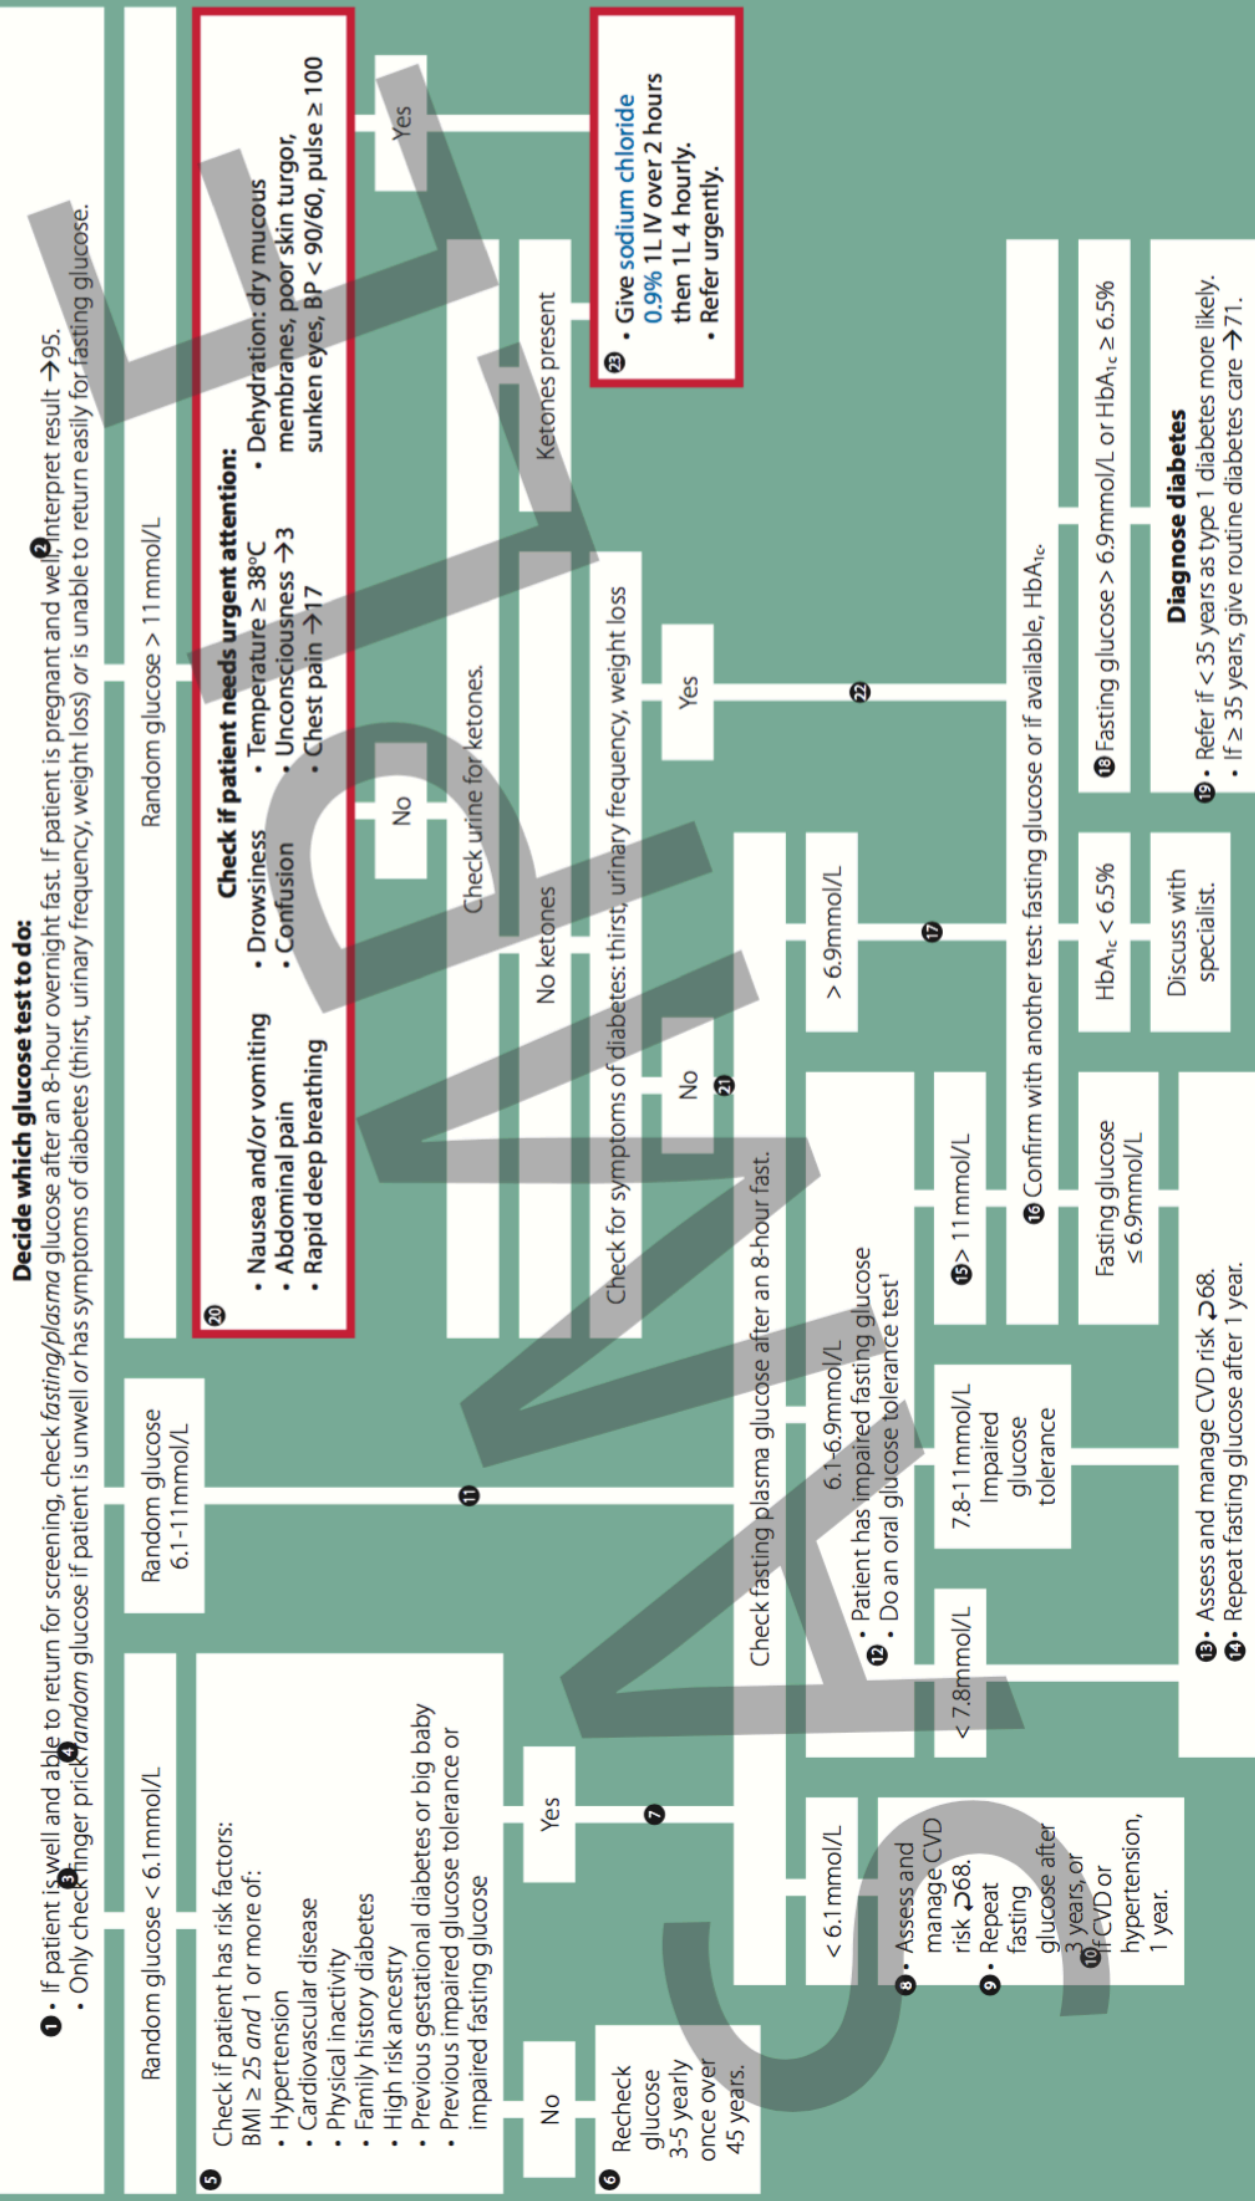 Decide which glucose test to do:
❶ • If patient is well and able to return for screening, check fasting/plasma glucose after an 8-hour overnight fast. If patient is pregnant and well, ❷ interpret result →95.
❸ ❹ • Only check finger prick random glucose if patient is unwell or has symptoms of diabetes (thirst, urinary frequency, weight loss) or is unable to return easily for fasting glucose.
Random glucose < 6.1mmol/L
❺ Check if patient has risk factors:
BMI ≥ 25 and 1 or more of:
• Hypertension
• Cardiovascular disease
• Physical inactivity
• Family history diabetes
• High risk ancestry
• Previous gestational diabetes or big baby
• Previous impaired glucose tolerance or
impaired fasting glucose
No
❻ Recheck
glucose
3-5 yearly
once over
45 years.
Yes
❼
Random glucose
6.1-11mmol/L
⓫
Random glucose > 11mmol/L
⓴ Check if patient needs urgent attention:
• Nausea and/or vomiting
• Abdominal pain
• Rapid deep breathing
• Drowsiness
• Confusion
• Temperature ≥ 38°C
• Unconsciousness →3
• Chest pain →17
• Dehydration: dry mucous
membranes, poor skin turgor,
sunken eyes, BP < 90/60, pulse ≥ 100
No
Yes
Check urine for ketones.
No ketones
Ketones present
㉓ • Give sodium chloride
0.9% 1L IV over 2 hours
then 1L 4 hourly.
• Refer urgently.
Check for symptoms of diabetes: thirst, urinary frequency, weight loss
No
㉑
Yes
㉒
Check fasting plasma glucose after an 8-hour fast.
< 6.1mmol/L
❽ • Assess and
manage CVD
risk ⮌68.
❾ • Repeat
fasting
glucose after
3 years, or
❿ if CVD or
hypertension,
1 year.
6.1-6.9mmol/L
• Patient has impaired fasting glucose
⓬ • Do an oral glucose tolerance test¹
> 6.9mmol/L
⓱
< 7.8mmol/L
7.8-11mmol/L
Impaired
glucose
tolerance
⓯ > 11mmol/L
⓰ Confirm with another test: fasting glucose or if available, HbA1c.
Fasting glucose
≤ 6.9mmol/L
HbA1c < 6.5%
⓲ Fasting glucose > 6.9mmol/L or HbA1c ≥ 6.5%
⓭ • Assess and manage CVD risk ⮌68.
⓮ • Repeat fasting glucose after 1 year.
Discuss with
specialist.
Diagnose diabetes
⓳ • Refer if < 35 years as type 1 diabetes more likely.
• If ≥ 35 years, give routine diabetes care →71.
SAMPLE